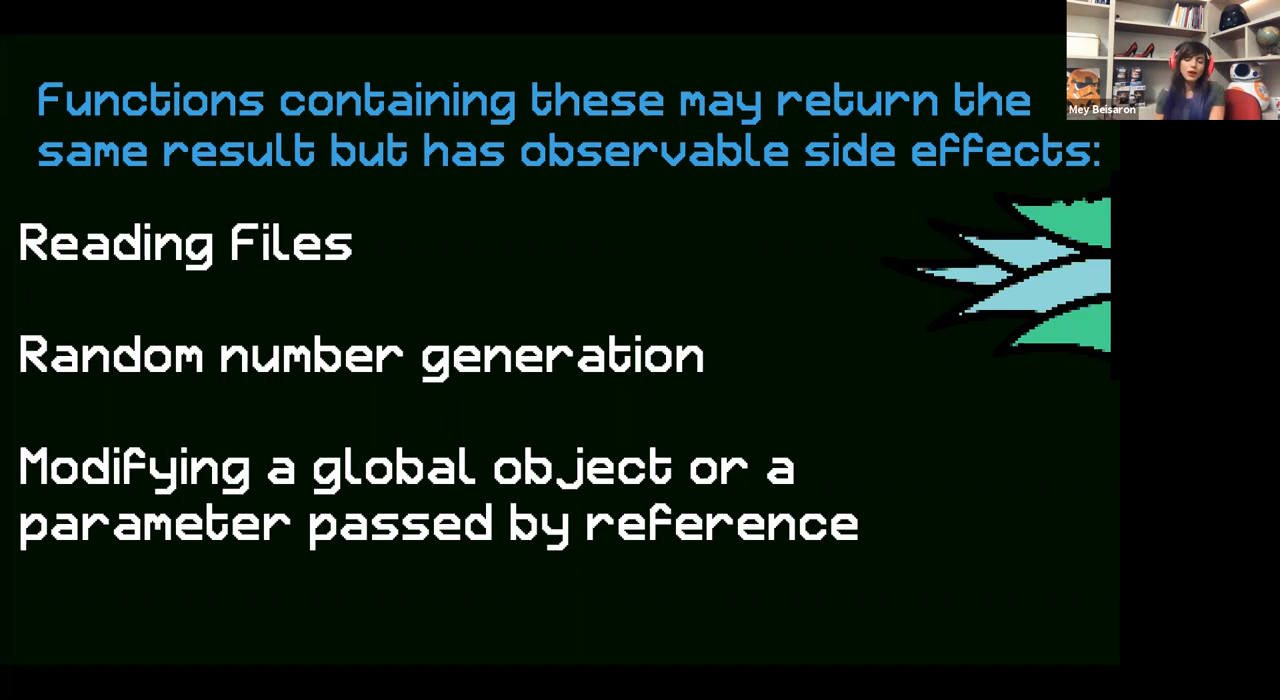 Functions containing these may return the
same result but has observable side effects:
Reading Files
Random number generation
Modifying a global object or a
parameter passed by reference
Mey Beisaron